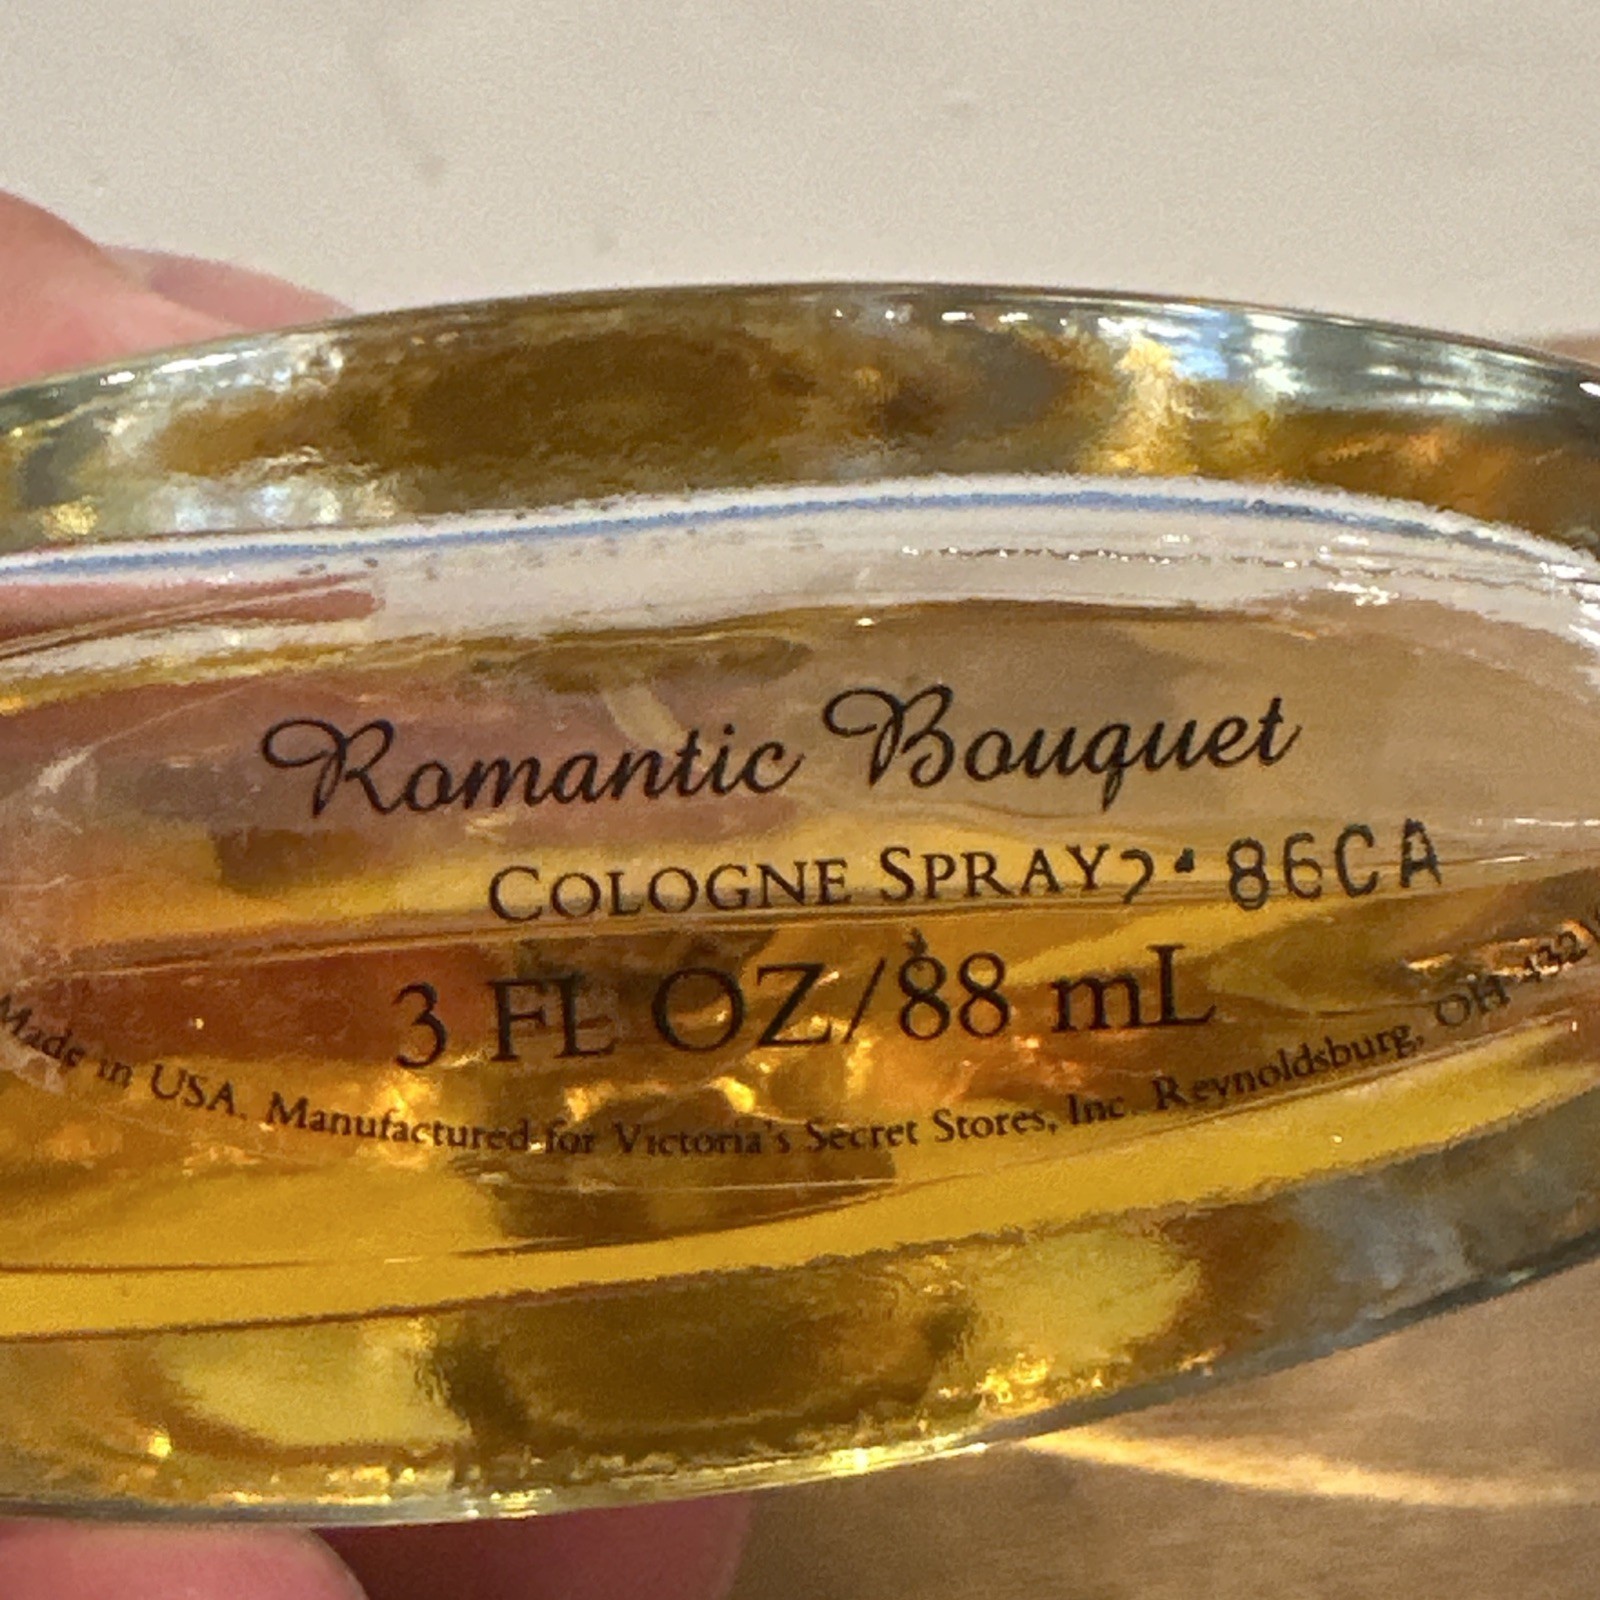 Romantic Bouquet
COLOGNE SPRAY
86CA
3 FL OZ/88 mL
Made in USA. Manufactured for Victoria's Secret Stores, Inc. Reynoldsburg, OH